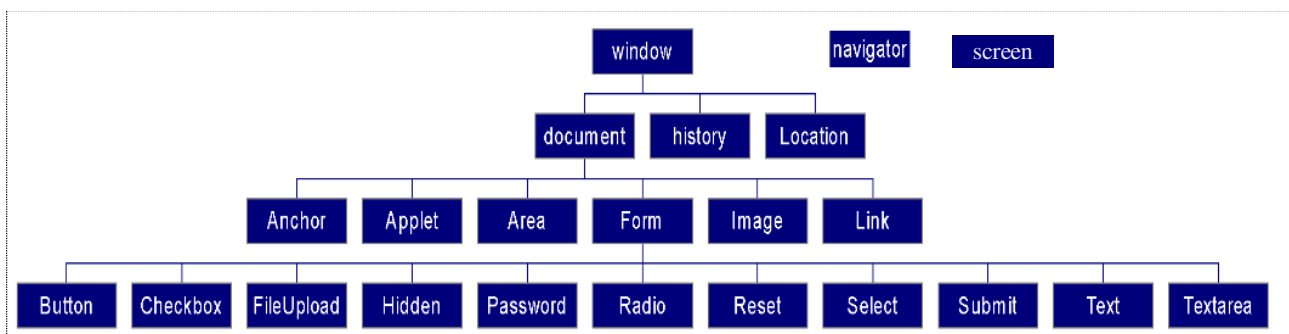 window navigator screen
document history Location
Anchor Applet Area Form Image Link
Button Checkbox FileUpload Hidden Password Radio Reset Select Submit Text Textarea